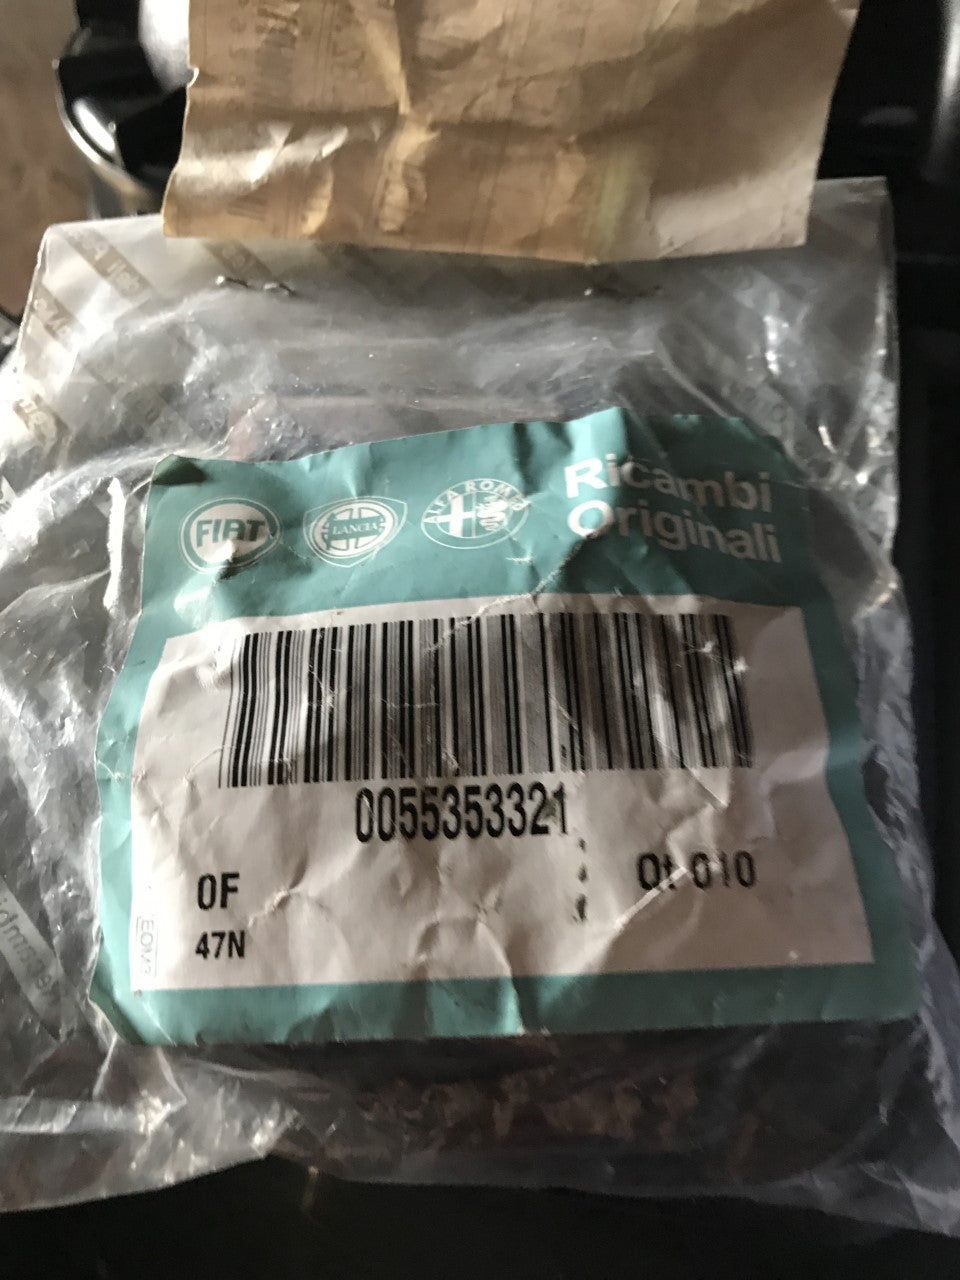 FIAT
LANCIA
ALFA ROMEO
Ricambi
Originali
0055353321
0F
Qt 010
47N